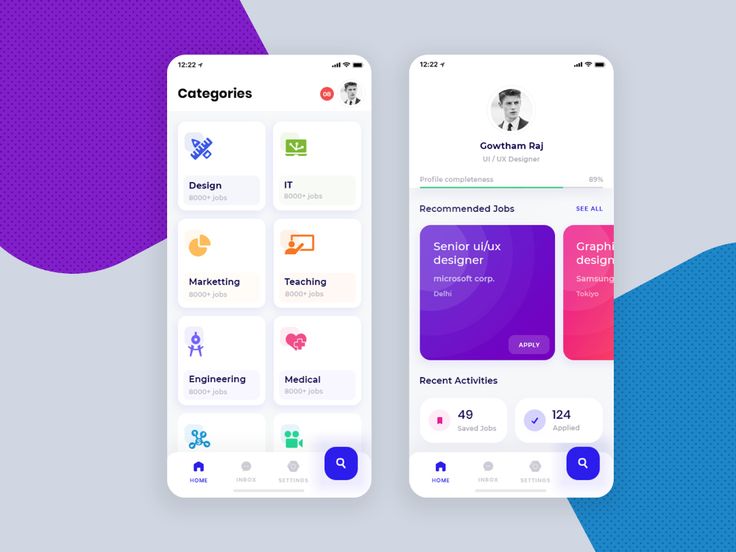 12:22
Categories
08
Design
8000+ jobs
IT
8000+ jobs
Marketting
8000+ jobs
Teaching
8000+ jobs
Engineering
8000+ jobs
Medical
8000+ jobs
HOME
INBOX
SETTINGS
12:22
Gowtham Raj
UI / UX Designer
Profile completeness 89%
Recommended Jobs SEE ALL
Senior ui/ux
designer
microsoft corp.
Delhi
APPLY
Graphi
design
Samsung
Tokiyo
Recent Activities
49
Saved Jobs
124
Applied
HOME
INBOX
SETTINGS